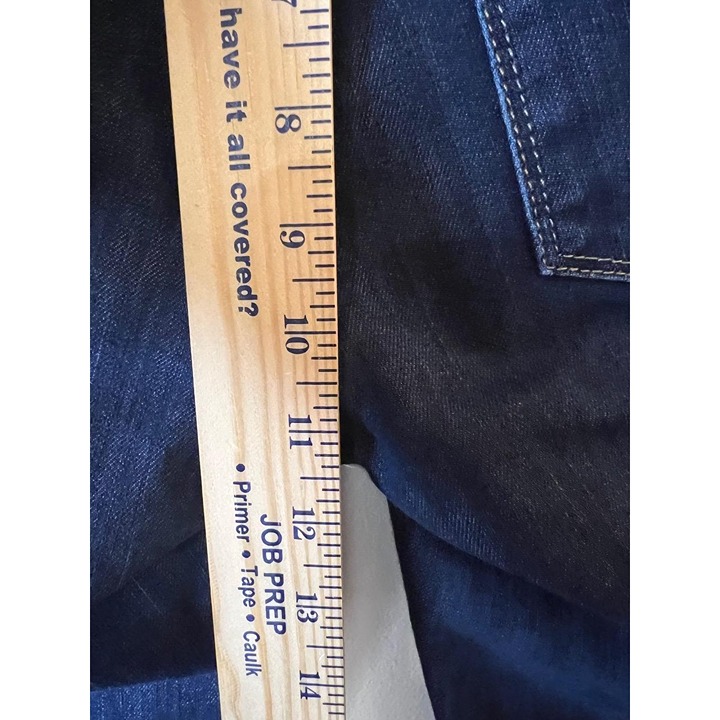 7
8
9
10
11
12
13
14
have it all covered?
JOB PREP
• Primer • Tape • Caulk